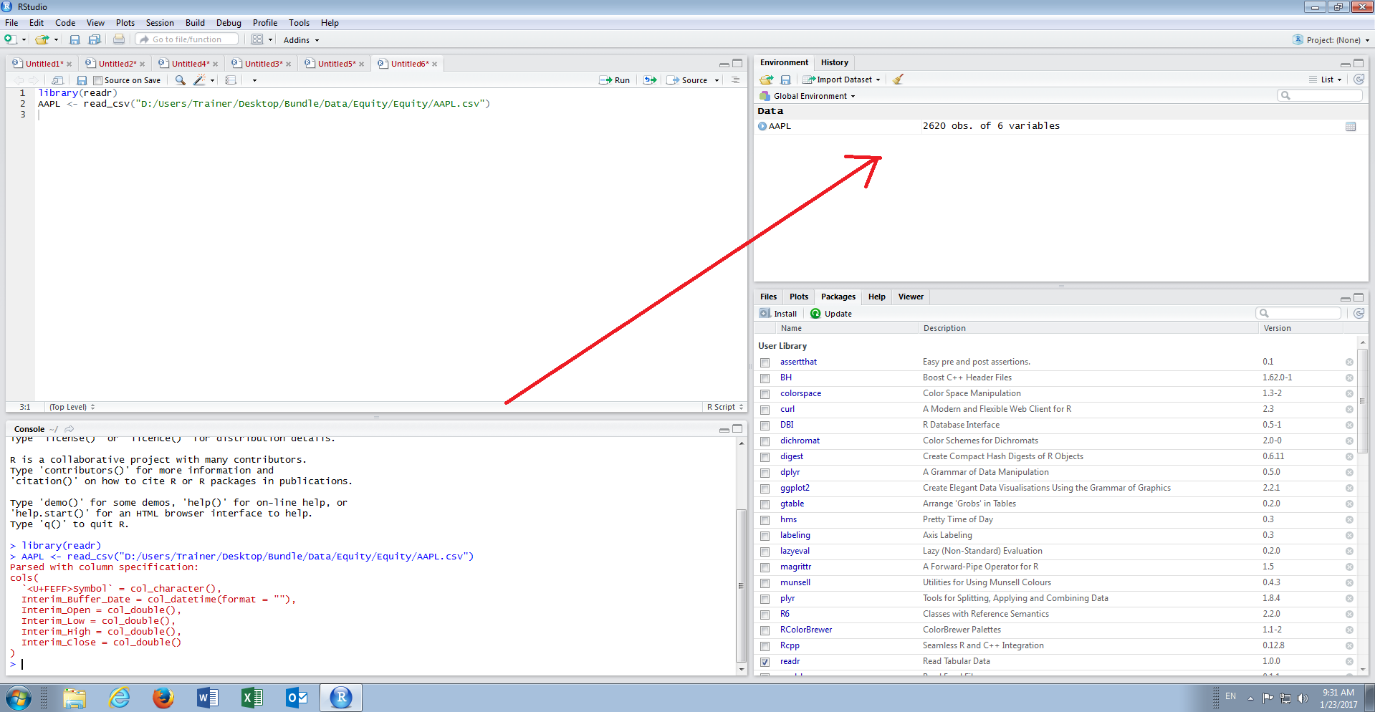 RStudio
File Edit Code View Plots Session Build Debug Profile Tools Help
Go to file/function Addins Project: (None)
Untitled1* Untitled2* Untitled4* Untitled3* Untitled5* Untitled6*
Source on Save Run Source
1 library(readr)
2 AAPL <- read_csv("D:/Users/Trainer/Desktop/Bundle/Data/Equity/Equity/AAPL.csv")
3
3:1 (Top Level) R Script
Console ~/
Type 'license()' or 'licence()' for distribution details.
R is a collaborative project with many contributors.
Type 'contributors()' for more information and
'citation()' on how to cite R or R packages in publications.
Type 'demo()' for some demos, 'help()' for on-line help, or
'help.start()' for an HTML browser interface to help.
Type 'q()' to quit R.
> library(readr)
> AAPL <- read_csv("D:/Users/Trainer/Desktop/Bundle/Data/Equity/Equity/AAPL.csv")
Parsed with column specification:
cols(
`<U+FEFF>Symbol` = col_character(),
Interim_Buffer_Date = col_datetime(format = ""),
Interim_Open = col_double(),
Interim_Low = col_double(),
Interim_High = col_double(),
Interim_Close = col_double()
)
>
Environment History
Import Dataset List
Global Environment
Data
AAPL 2620 obs. of 6 variables
Files Plots Packages Help Viewer
Install Update
Name Description Version
User Library
assertthat Easy pre and post assertions. 0.1
BH Boost C++ Header Files 1.62.0-1
colorspace Color Space Manipulation 1.3-2
curl A Modern and Flexible Web Client for R 2.3
DBI R Database Interface 0.5-1
dichromat Color Schemes for Dichromats 2.0-0
digest Create Compact Hash Digests of R Objects 0.6.11
dplyr A Grammar of Data Manipulation 0.5.0
ggplot2 Create Elegant Data Visualisations Using the Grammar of Graphics 2.2.1
gtable Arrange 'Grobs' in Tables 0.2.0
hms Pretty Time of Day 0.3
labeling Axis Labeling 0.3
lazyeval Lazy (Non-Standard) Evaluation 0.2.0
magrittr A Forward-Pipe Operator for R 1.5
munsell Utilities for Using Munsell Colours 0.4.3
plyr Tools for Splitting, Applying and Combining Data 1.8.4
R6 Classes with Reference Semantics 2.2.0
RColorBrewer ColorBrewer Palettes 1.1-2
Rcpp Seamless R and C++ Integration 0.12.8
readr Read Tabular Data 1.0.0
EN 9:31 AM
1/23/2017